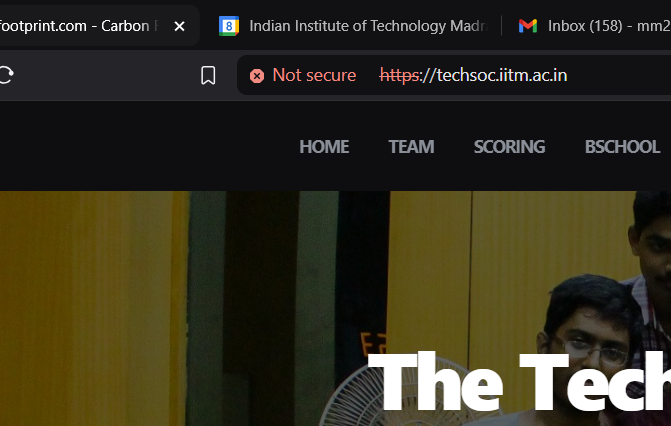 footprint.com - Carbon F
8 Indian Institute of Technology Madr
Inbox (158) - mm2
Not secure https://techsoc.iitm.ac.in
HOME TEAM SCORING BSCHOOL
The Tech